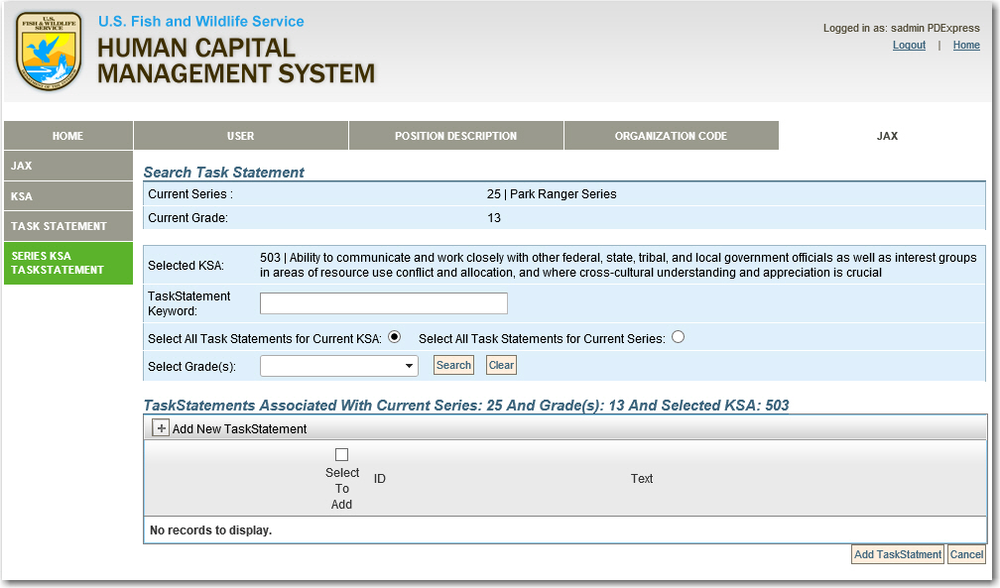 U.S.
FISH & WILDLIFE
SERVICE
U.S. Fish and Wildlife Service
HUMAN CAPITAL
MANAGEMENT SYSTEM
Logged in as: sadmin PDExpress
Logout | Home
HOME
USER
POSITION DESCRIPTION
ORGANIZATION CODE
JAX
JAX
KSA
TASK STATEMENT
SERIES KSA
TASKSTATEMENT
Search Task Statement
Current Series : 25 | Park Ranger Series
Current Grade: 13
Selected KSA: 503 | Ability to communicate and work closely with other federal, state, tribal, and local government officials as well as interest groups
in areas of resource use conflict and allocation, and where cross-cultural understanding and appreciation is crucial
TaskStatement
Keyword:
Select All Task Statements for Current KSA: Select All Task Statements for Current Series:
Select Grade(s): Search Clear
TaskStatements Associated With Current Series: 25 And Grade(s): 13 And Selected KSA: 503
+ Add New TaskStatement
Select
To
Add
ID
Text
No records to display.
Add TaskStatment Cancel